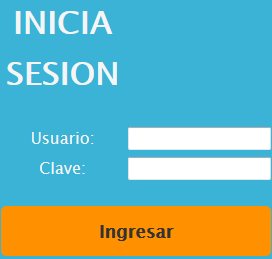 INICIA
SESION
Usuario:
Clave:
Ingresar